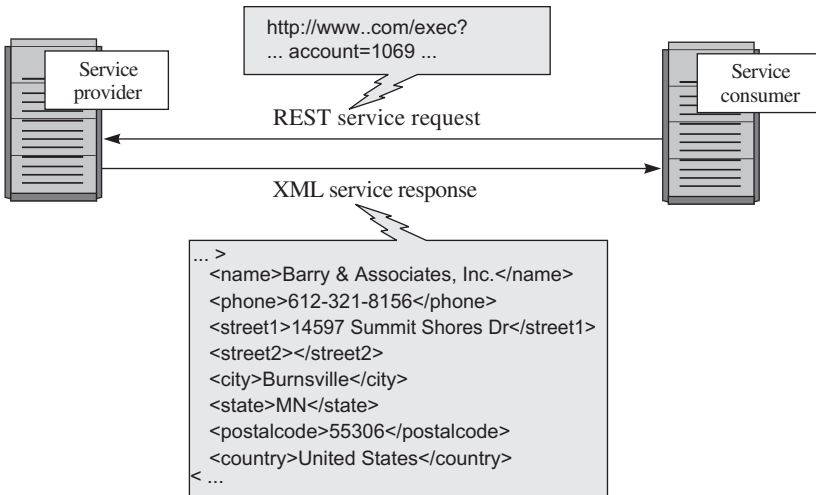 http://www..com/exec?
... account=1069 ...
Service
provider
Service
consumer
REST service request
XML service response
... >
<name>Barry & Associates, Inc.</name>
<phone>612-321-8156</phone>
<street1>14597 Summit Shores Dr</street1>
<street2></street2>
<city>Burnsville</city>
<state>MN</state>
<postalcode>55306</postalcode>
<country>United States</country>
< ...